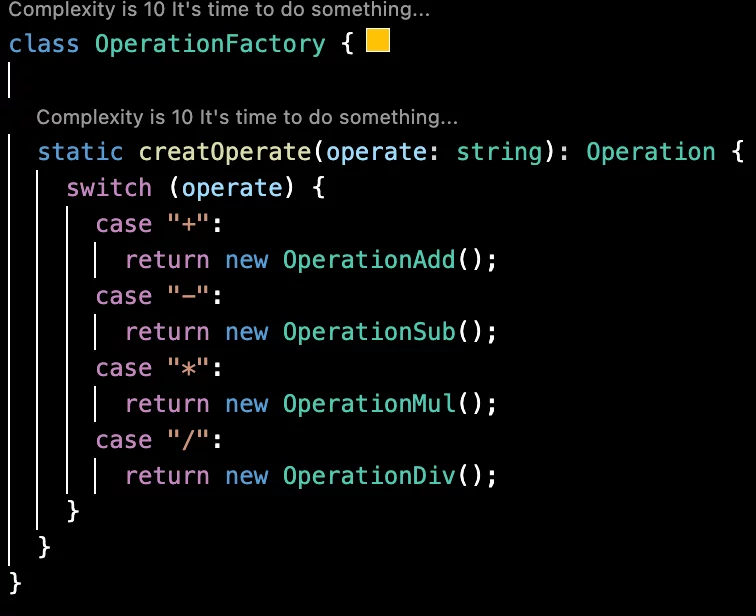 Complexity is 10 It's time to do something...
class OperationFactory {
Complexity is 10 It's time to do something...
static creatOperate(operate: string): Operation {
switch (operate) {
case "+":
return new OperationAdd();
case "-":
return new OperationSub();
case "*":
return new OperationMul();
case "/":
return new OperationDiv();
}
}
}